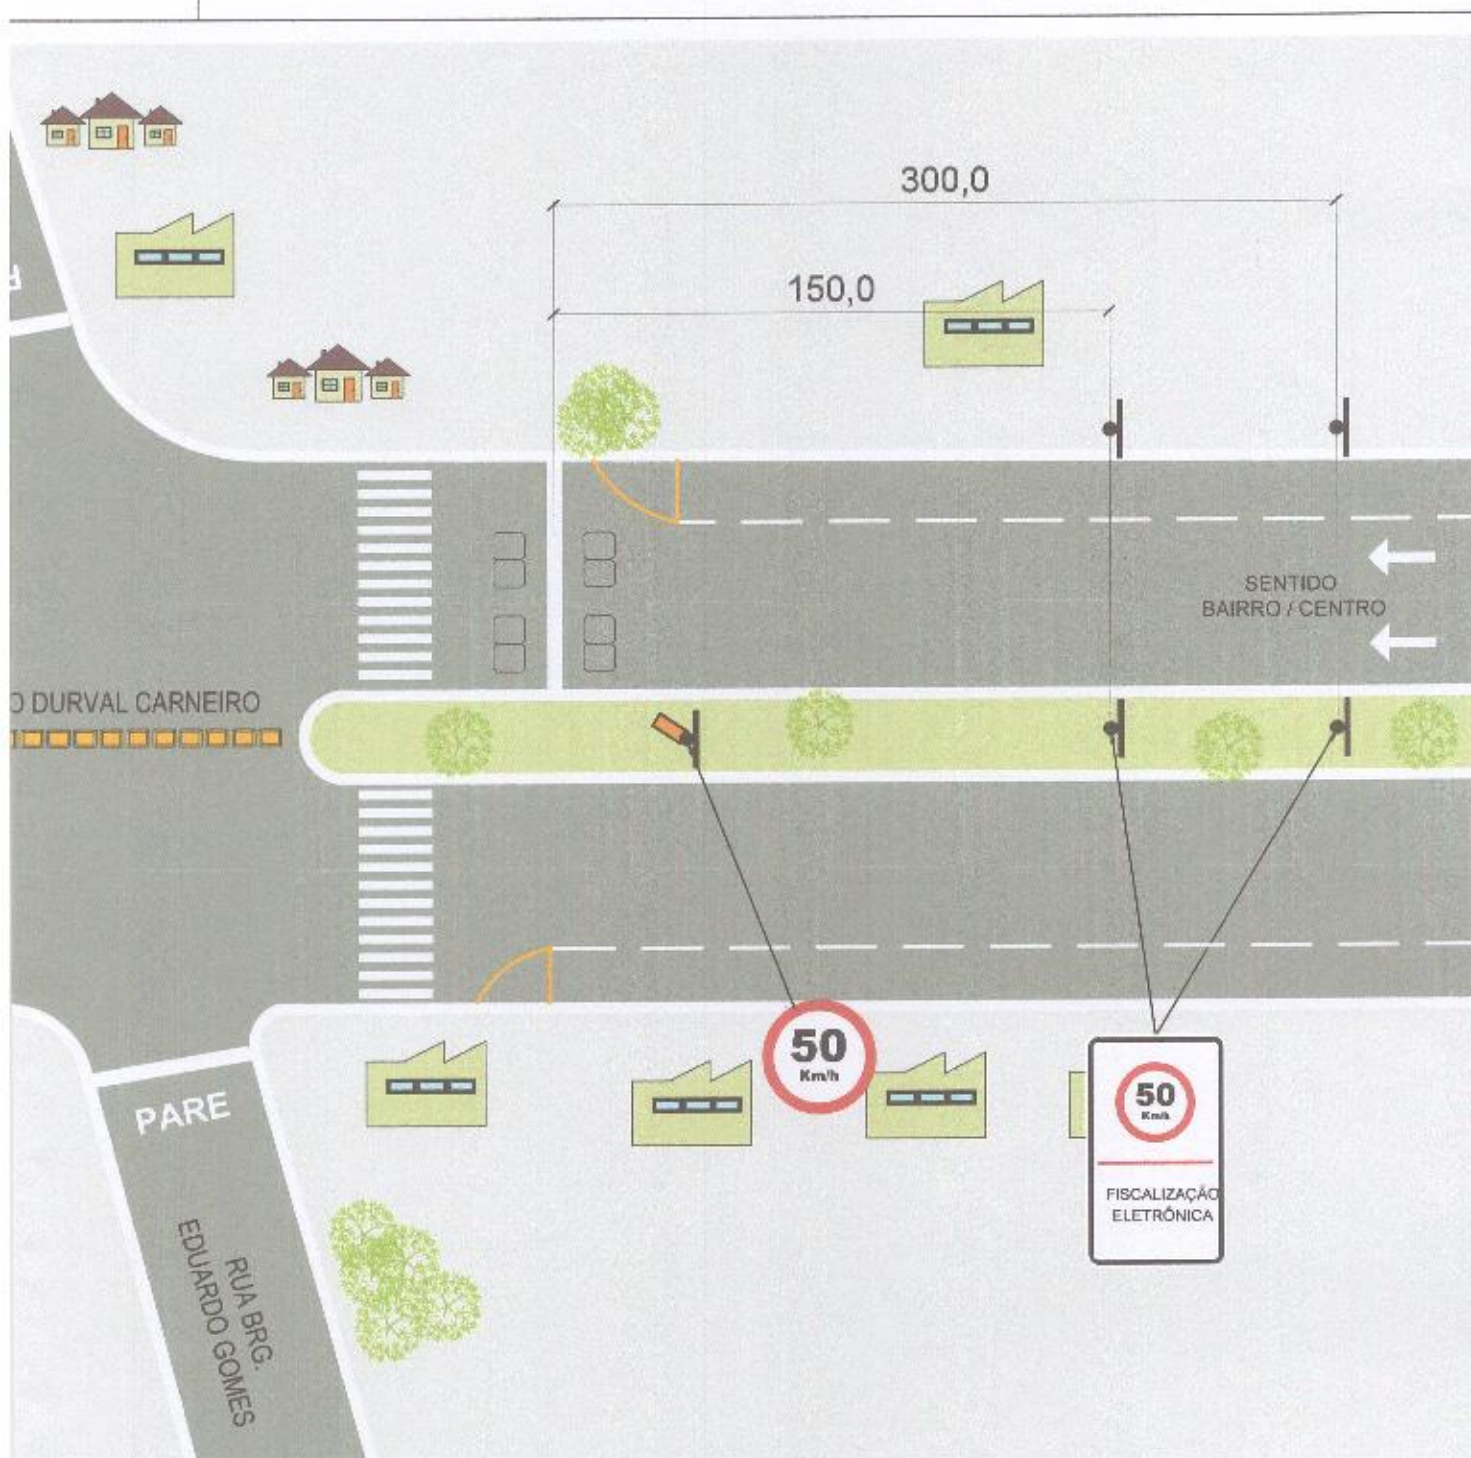 300,0
150,0
SENTIDO
BAIRRO / CENTRO
DURVAL CARNEIRO
50
Km/h
50
Km/h
FISCALIZAÇÃO
ELETRÔNICA
PARE
RUA BRG.
EDUARDO GOMES